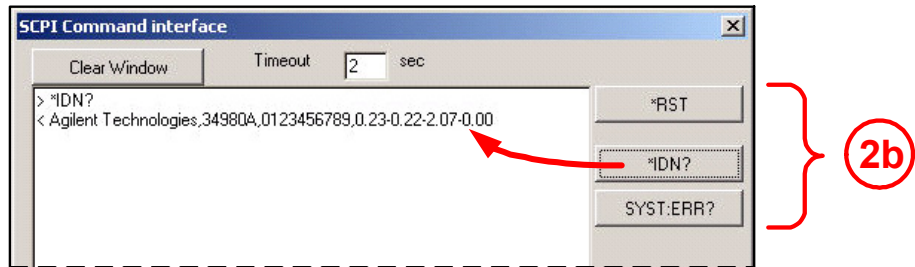 SCPI Command interface
Clear Window Timeout 2 sec
> *IDN?
< Agilent Technologies,34980A,0123456789,0.23-0.22-2.07-0.00
*RST
*IDN?
SYST:ERR?
2b